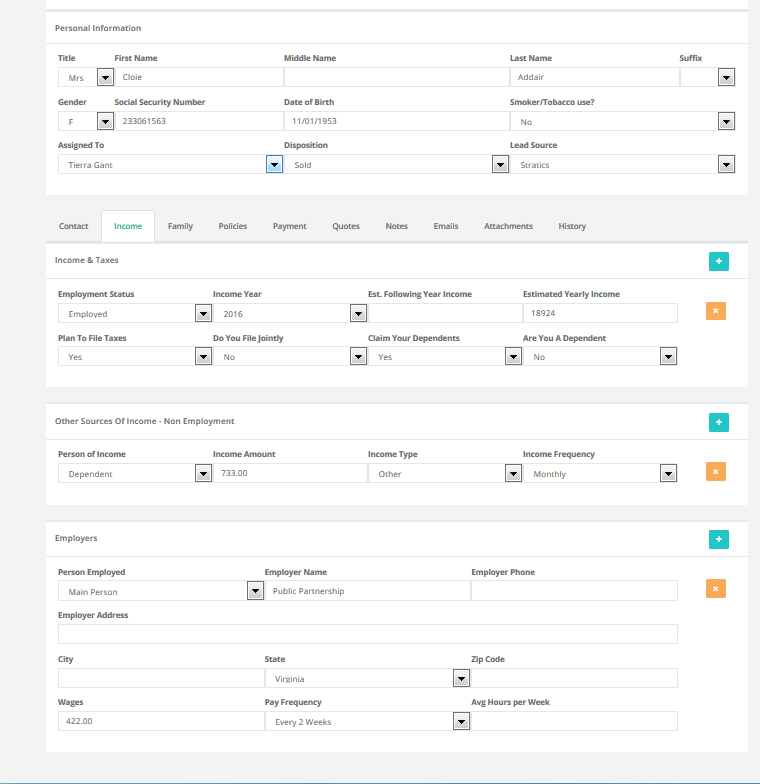 Personal Information
Title First Name Middle Name Last Name Suffix
Mrs Cloie Addair
Gender Social Security Number Date of Birth Smoker/Tobacco use?
F 233061563 11/01/1953 No
Assigned To Disposition Lead Source
Tierra Gant Sold Stratics
Contact Income Family Policies Payment Quotes Notes Emails Attachments History
Income & Taxes +
Employment Status Income Year Est. Following Year Income Estimated Yearly Income
Employed 2016 18924 ×
Plan To File Taxes Do You File Jointly Claim Your Dependents Are You A Dependent
Yes No Yes No
Other Sources Of Income - Non Employment +
Person of Income Income Amount Income Type Income Frequency
Dependent 733.00 Other Monthly ×
Employers +
Person Employed Employer Name Employer Phone
Main Person Public Partnership ×
Employer Address
City State Zip Code
Virginia
Wages Pay Frequency Avg Hours per Week
422.00 Every 2 Weeks